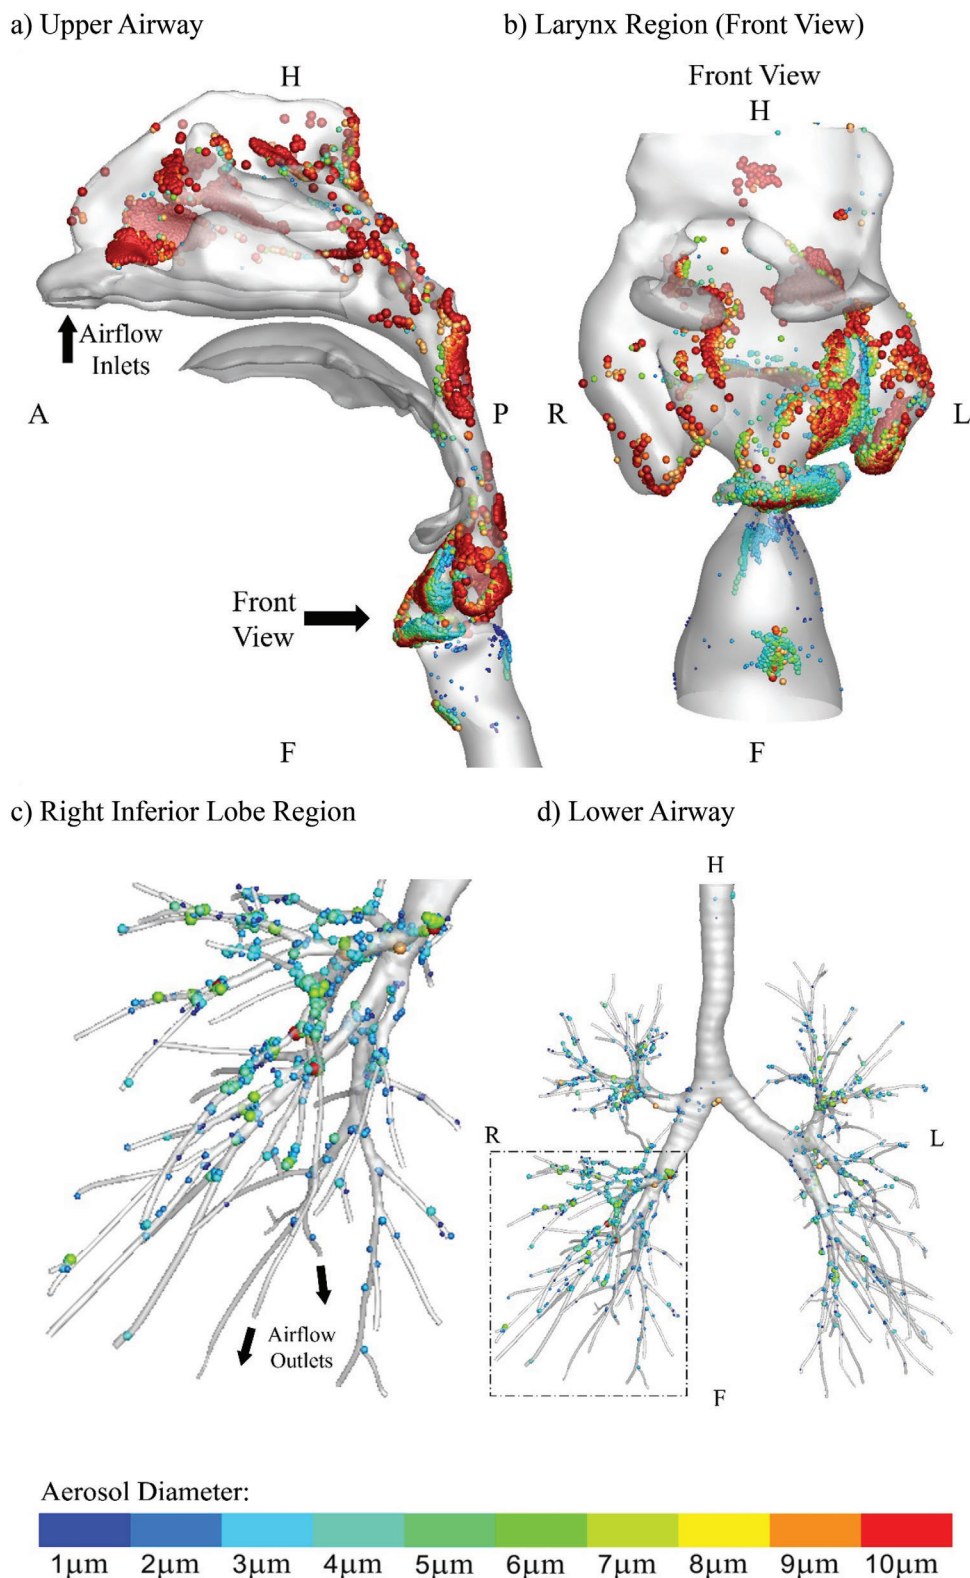 a) Upper Airway
b) Larynx Region (Front View)
H
Front View
H
Airflow
Inlets
A
P
R
L
Front
View
F
F
c) Right Inferior Lobe Region
d) Lower Airway
H
R
L
Airflow
Outlets
F
Aerosol Diameter:
1μm 2μm 3μm 4μm 5μm 6μm 7μm 8μm 9μm 10μm